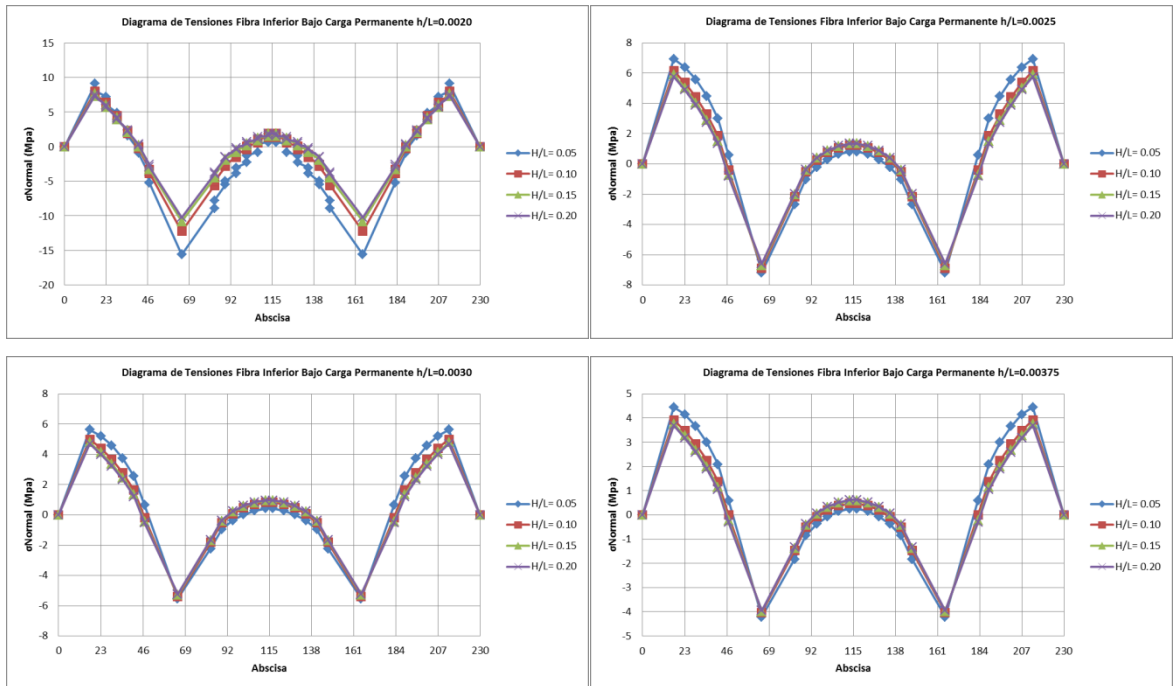 Diagrama de Tensiones Fibra Inferior Bajo Carga Permanente h/L=0.0020
15
10
5
0
-5
-10
-15
-20
σNormal (Mpa)
0 23 46 69 92 115 138 161 184 207 230
Abscisa
H/L= 0.05
H/L= 0.10
H/L= 0.15
H/L= 0.20
Diagrama de Tensiones Fibra Inferior Bajo Carga Permanente h/L=0.0025
8
6
4
2
0
-2
-4
-6
-8
σNormal (Mpa)
0 23 46 69 92 115 138 161 184 207 230
Abscisa
H/L= 0.05
H/L= 0.10
H/L= 0.15
H/L= 0.20
Diagrama de Tensiones Fibra Inferior Bajo Carga Permanente h/L=0.0030
8
6
4
2
0
-2
-4
-6
-8
σNormal (Mpa)
0 23 46 69 92 115 138 161 184 207 230
Abscisa
H/L= 0.05
H/L= 0.10
H/L= 0.15
H/L= 0.20
Diagrama de Tensiones Fibra Inferior Bajo Carga Permanente h/L=0.00375
5
4
3
2
1
0
-1
-2
-3
-4
-5
σNormal (Mpa)
0 23 46 69 92 115 138 161 184 207 230
Abscisa
H/L= 0.05
H/L= 0.10
H/L= 0.15
H/L= 0.20